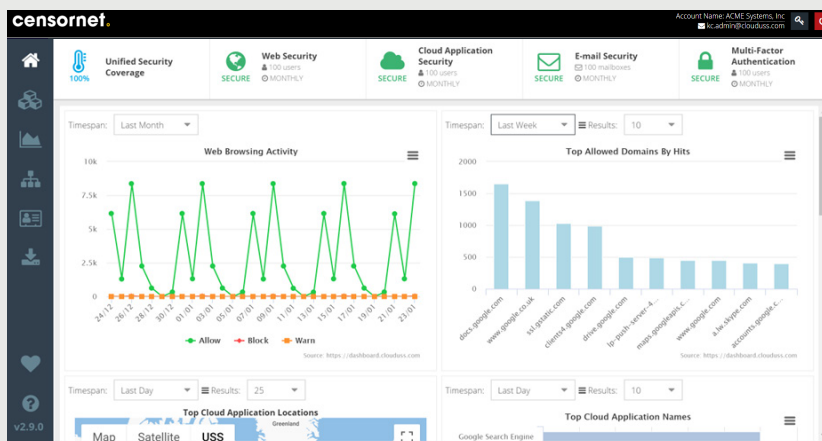 censornet.
Account Name: ACME Systems, Inc
kc.admin@clouduss.com
100%
Unified Security
Coverage
SECURE
Web Security
100 users
MONTHLY
SECURE
Cloud Application
Security
100 users
MONTHLY
SECURE
E-mail Security
100 mailboxes
MONTHLY
SECURE
Multi-Factor
Authentication
100 users
MONTHLY
Timespan: Last Month
Web Browsing Activity
10k
7.5k
5k
2.5k
0
24/12 26/12 28/12 30/12 01/01 03/01 05/01 07/01 09/01 11/01 13/01 15/01 17/01 19/01 21/01 23/01
Allow Block Warn
Source: https://dashboard.clouduss.com
Timespan: Last Week Results: 10
Top Allowed Domains By Hits
2000
1500
1000
500
0
docs.google.com
www.google.co.uk
ssl.gstatic.com
clients4.google.com
drive.google.com
lp-push-server-4...
maps.googleapis.c...
www.google.com
a.lw.skype.com
accounts.google.c...
Source: https://dashboard.clouduss.com
Timespan: Last Day Results: 25
Top Cloud Application Locations
Map Satellite USS
Greenland
Timespan: Last Day Results: 10
Top Cloud Application Names
Google Search Engine
v2.9.0